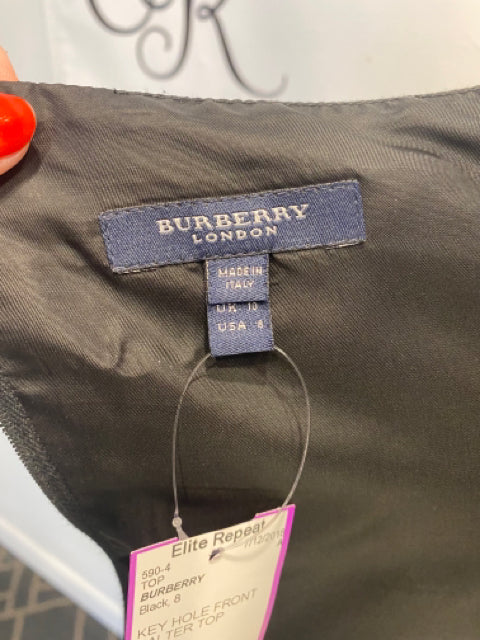 R
BURBERRY
LONDON
MADE IN
ITALY
UK 10
USA 8
Elite Repeat
590-4
TOP
BURBERRY
Black, 8
KEY HOLE FRONT
TOP